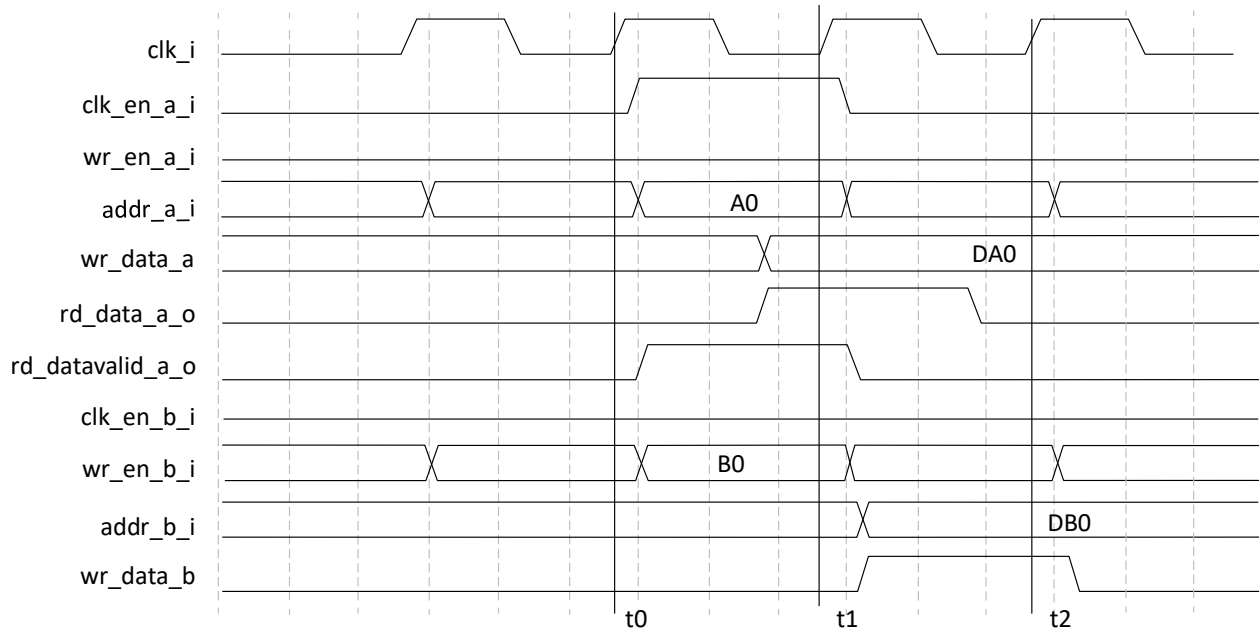 clk_i
clk_en_a_i
wr_en_a_i
addr_a_i A0
wr_data_a DA0
rd_data_a_o
rd_datavalid_a_o
clk_en_b_i
wr_en_b_i B0
addr_b_i DB0
wr_data_b
t0 t1 t2